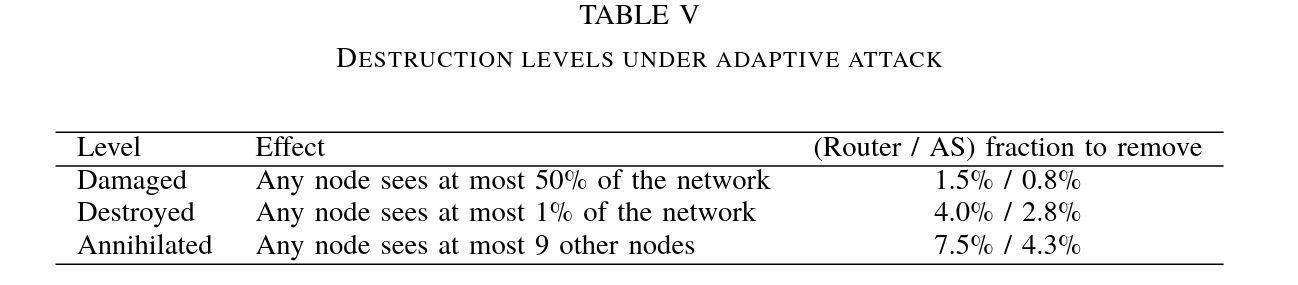 TABLE V
DESTRUCTION LEVELS UNDER ADAPTIVE ATTACK
Level Effect (Router / AS) fraction to remove
Damaged Any node sees at most 50% of the network 1.5% / 0.8%
Destroyed Any node sees at most 1% of the network 4.0% / 2.8%
Annihilated Any node sees at most 9 other nodes 7.5% / 4.3%